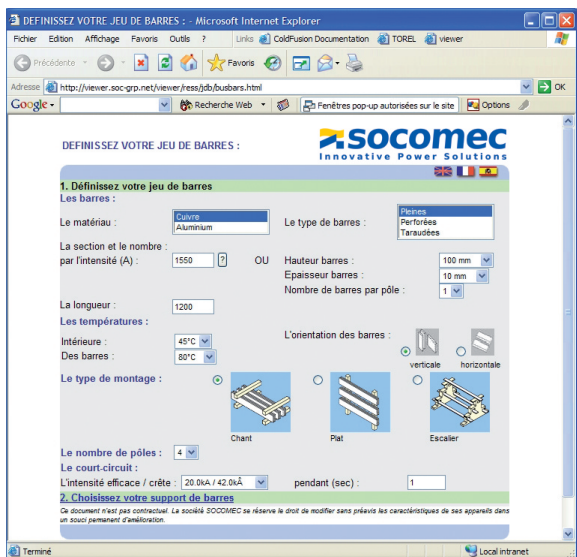 DEFINISSEZ VOTRE JEU DE BARRES : - Microsoft Internet Explorer
Fichier Edition Affichage Favoris Outils ? Links ColdFusion Documentation TOREL viewer
Précédente Favoris
Adresse http://viewer.soc-grp.net/viewer/ress/jdb/busbars.html OK
Google Recherche Web Fenêtres pop-up autorisées sur le site Options
DEFINISSEZ VOTRE JEU DE BARRES :
socomec
Innovative Power Solutions
1. Définissez votre jeu de barres
Les barres :
Le matériau : Cuivre Le type de barres : Pleines
Aluminium Perforées
Taraudées
La section et le nombre :
par l'intensité (A) : 1550 ? OU Hauteur barres : 100 mm
Epaisseur barres : 10 mm
Nombre de barres par pôle : 1
La longueur : 1200
Les températures :
Intérieure : 45°C L'orientation des barres :
Des barres : 80°C verticale horizontale
Le type de montage :
Chant Plat Escalier
Le nombre de pôles : 4
Le court-circuit :
L'intensité efficace / crête : 20.0kA / 42.0kÂ pendant (sec) : 1
2. Choisissez votre support de barres
Ce document n'est pas contractuel. La société SOCOMEC se réserve le droit de modifier sans préavis les caractéristiques de ses appareils dans
un souci permanent d'amélioration.
Terminé Local intranet